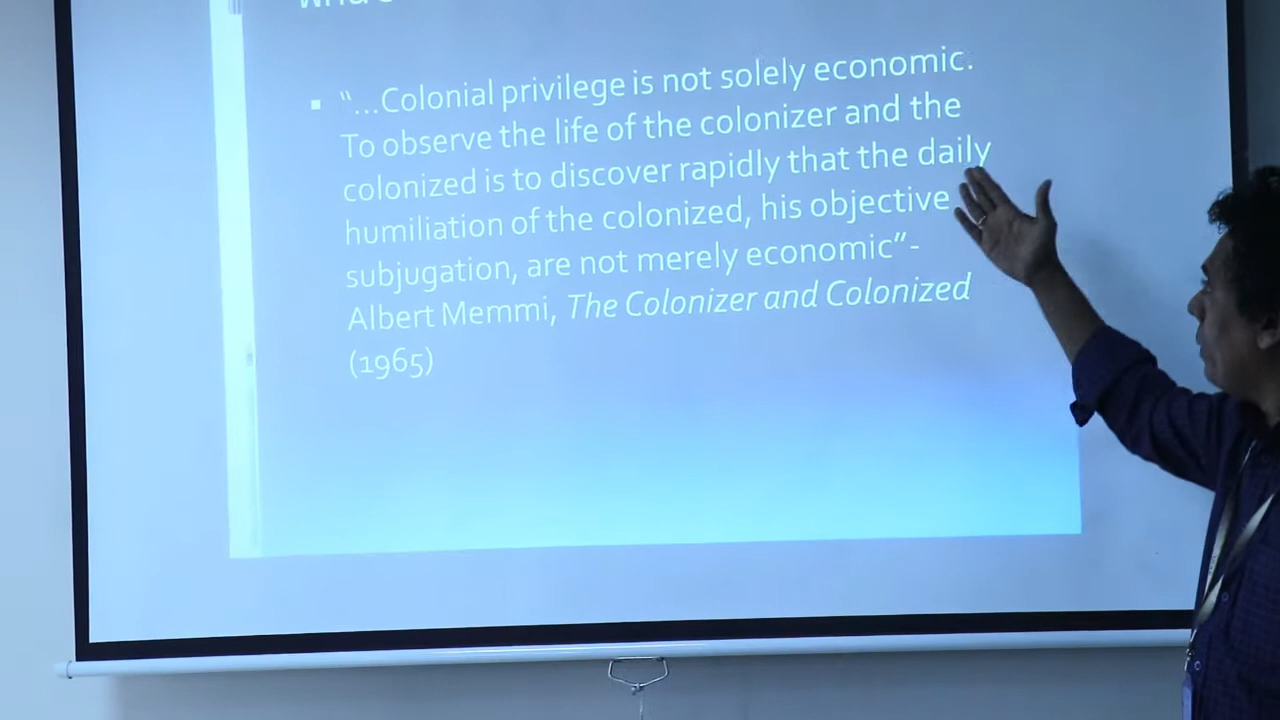 ▪ “...Colonial privilege is not solely economic.
To observe the life of the colonizer and the
colonized is to discover rapidly that the daily
humiliation of the colonized, his objective
subjugation, are not merely economic”-
Albert Memmi, The Colonizer and Colonized
(1965)